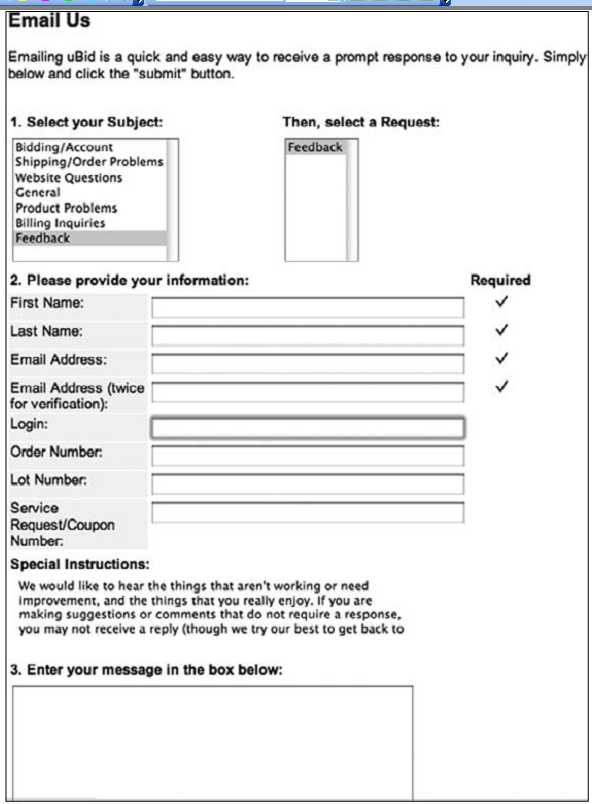 Email Us
Emailing uBid is a quick and easy way to receive a prompt response to your inquiry. Simply
below and click the "submit" button.
1. Select your Subject:
Then, select a Request:
Bidding/Account
Shipping/Order Problems
Website Questions
General
Product Problems
Billing Inquiries
Feedback
Feedback
2. Please provide your information:
Required
First Name:
Last Name:
Email Address:
Email Address (twice
for verification):
Login:
Order Number:
Lot Number:
Service
Request/Coupon
Number:
Special Instructions:
We would like to hear the things that aren't working or need
improvement, and the things that you really enjoy. If you are
making suggestions or comments that do not require a response,
you may not receive a reply (though we try our best to get back to
3. Enter your message in the box below: